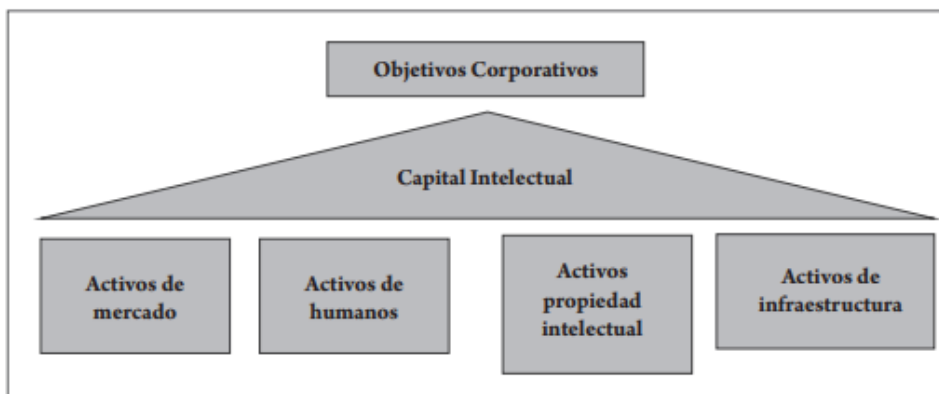 Objetivos Corporativos
Capital Intelectual
Activos de
mercado
Activos de
humanos
Activos
propiedad
intelectual
Activos de
infraestructura